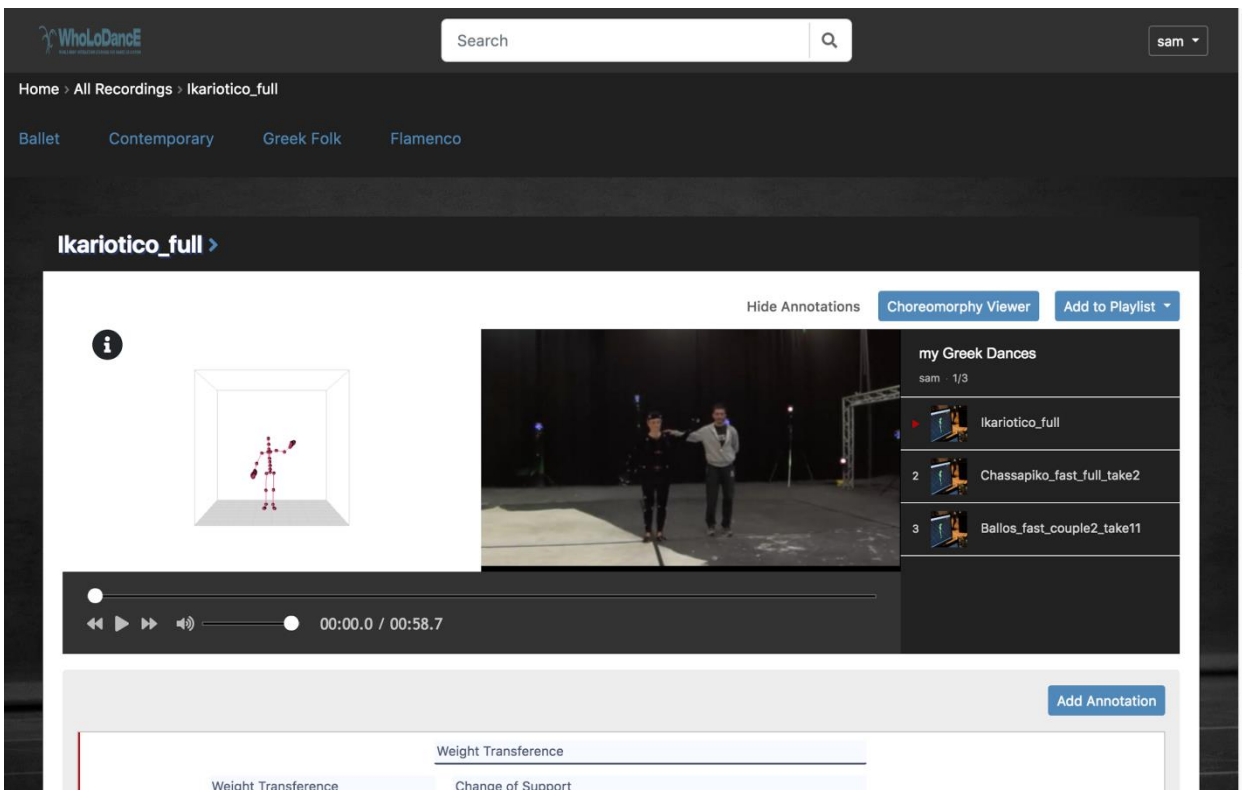 WhoLoDancE
Search
sam
Home › All Recordings › Ikariotico_full
Ballet Contemporary Greek Folk Flamenco
Ikariotico_full ›
Hide Annotations Choreomorphy Viewer Add to Playlist
my Greek Dances
sam · 1/3
Ikariotico_full
2 Chassapiko_fast_full_take2
3 Ballos_fast_couple2_take11
00:00.0 / 00:58.7
Add Annotation
Weight Transference
Weight Transference Change of Support